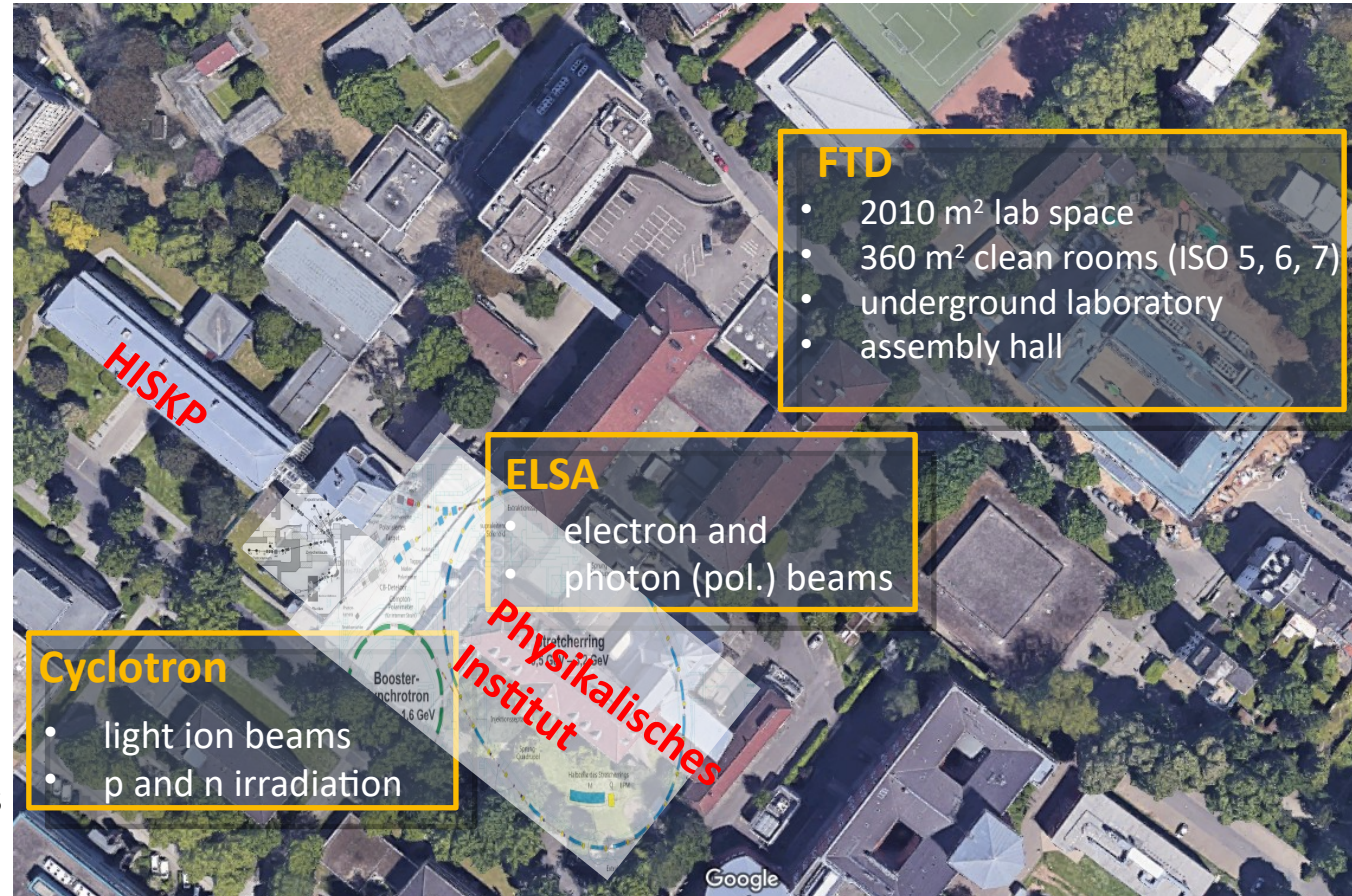 FTD
• 2010 m² lab space
• 360 m² clean rooms (ISO 5, 6, 7)
• underground laboratory
• assembly hall
HISKP
ELSA
• electron and
• photon (pol.) beams
Physikalisches
Institut
Stretcherring
GeV
Booster-
1,6 GeV
Cyclotron
• light ion beams
• p and n irradiation
Google